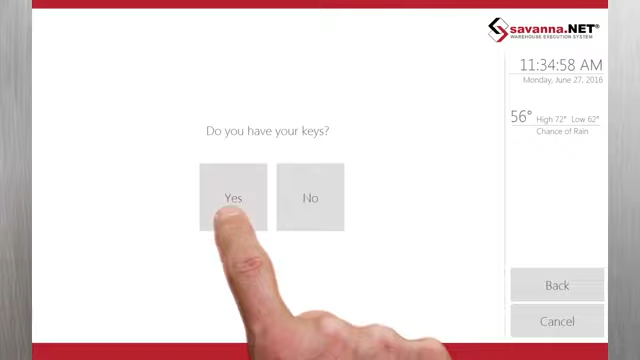 savanna.NET®
WAREHOUSE EXECUTION SYSTEM
11:34:58 AM
Monday, June 27, 2016
56° High 72° Low 62°
Chance of Rain
Do you have your keys?
Yes No
Back
Cancel